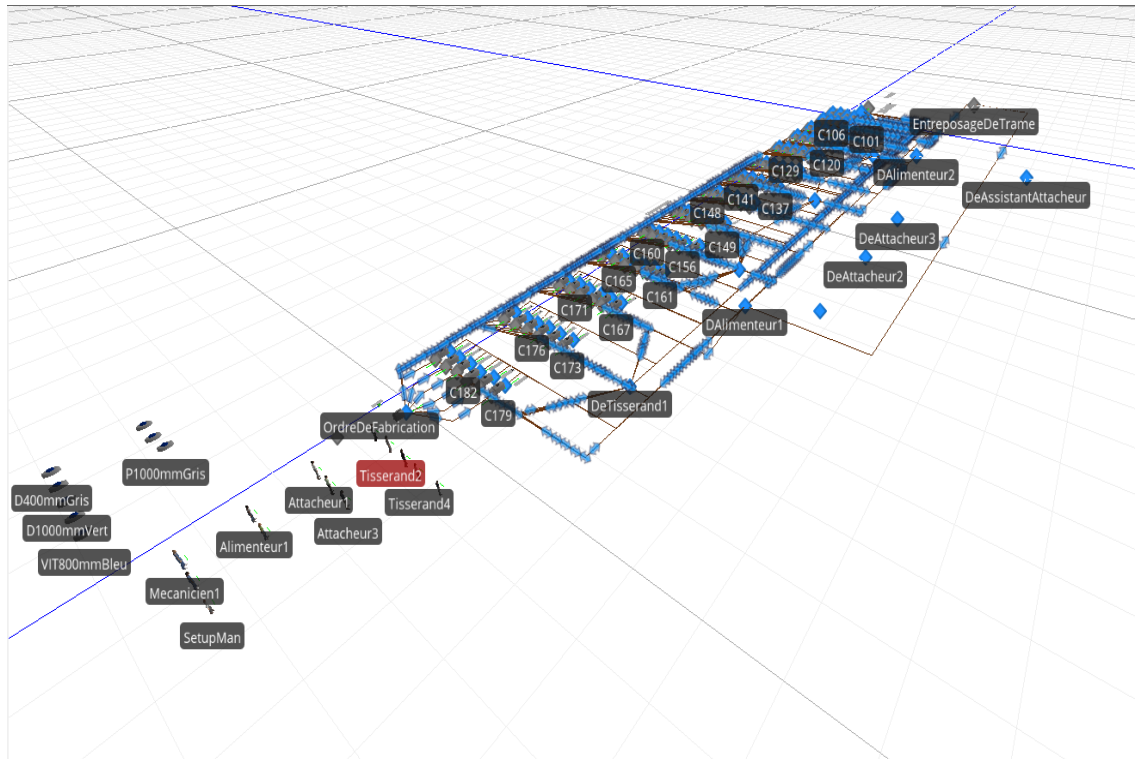 EntreposageDeTrame
C106
C101
C120
C129
DAlimenteur2
DeAssistantAttacheur
C141
C137
C148
DeAttacheur3
C149
C160
C156
DeAttacheur2
C165
C161
C171
DAlimenteur1
C167
C176
C173
C182
DeTisserand1
C179
OrdreDeFabrication
P1000mmGris
Tisserand2
D400mmGris
Attacheur1
Tisserand4
D1000mmVert
Attacheur3
Alimenteur1
VIT800mmBleu
Mecanicien1
SetupMan